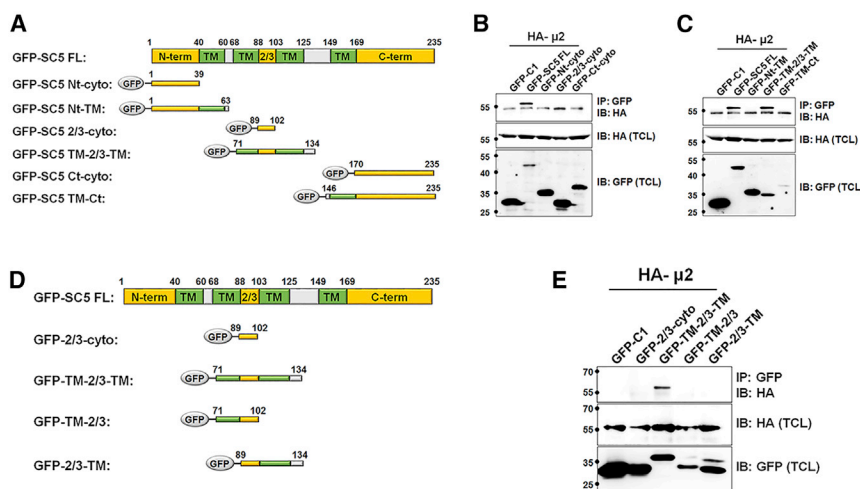 A
1 40 60 68 88 103 125 149 169 235
GFP-SC5 FL: N-term TM TM 2/3 TM TM C-term
GFP-SC5 Nt-cyto: GFP 1 39
GFP-SC5 Nt-TM: GFP 1 63
GFP-SC5 2/3-cyto: GFP 89 102
GFP-SC5 TM-2/3-TM: GFP 71 134
GFP-SC5 Ct-cyto: GFP 170 235
GFP-SC5 TM-Ct: GFP 146 235
B
HA- μ2
GFP-C1
GFP-SC5 FL
GFP-Nt-cyto
GFP-2/3-cyto
GFP-Ct-cyto
55
IP: GFP
IB: HA
55
IB: HA (TCL)
55
45
35
25
IB: GFP (TCL)
C
HA- μ2
GFP-C1
GFP-SC5 FL
GFP-Nt-TM
GFP-TM-2/3-TM
GFP-TM-Ct
55
IP: GFP
IB: HA
55
IB: HA (TCL)
55
45
35
25
IB: GFP (TCL
D
1 40 60 68 88 103 125 149 169 235
GFP-SC5 FL: N-term TM TM 2/3 TM TM C-term
GFP-2/3-cyto: GFP 89 102
GFP-TM-2/3-TM: GFP 71 134
GFP-TM-2/3: GFP 71 102
GFP-2/3-TM: GFP 89 134
E
HA- μ2
GFP-C1
GFP-2/3-cyto
GFP-TM-2/3-TM
GFP-TM-2/3
GFP-2/3-TM
70
55
IP: GFP
IB: HA
70
55
IB: HA (TCL)
35
25
IB: GFP (TCL)